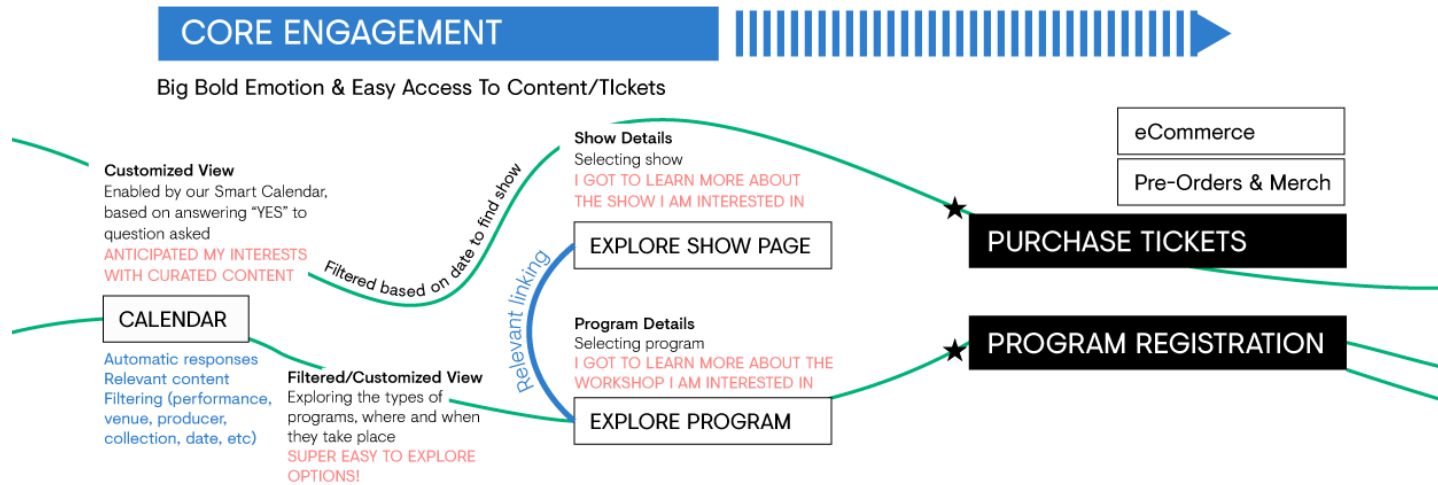 CORE ENGAGEMENT
Big Bold Emotion & Easy Access To Content/TIckets
Customized View
Enabled by our Smart Calendar,
based on answering “YES” to
question asked
ANTICIPATED MY INTERESTS
WITH CURATED CONTENT
CALENDAR
Automatic responses
Relevant content
Filtering (performance,
venue, producer,
collection, date, etc)
Filtered based on date to find show
Filtered/Customized View
Exploring the types of
programs, where and when
they take place
SUPER EASY TO EXPLORE
OPTIONS!
Show Details
Selecting show
I GOT TO LEARN MORE ABOUT
THE SHOW I AM INTERESTED IN
EXPLORE SHOW PAGE
Relevant linking
Program Details
Selecting program
I GOT TO LEARN MORE ABOUT THE
WORKSHOP I AM INTERESTED IN
EXPLORE PROGRAM
eCommerce
Pre-Orders & Merch
PURCHASE TICKETS
PROGRAM REGISTRATION